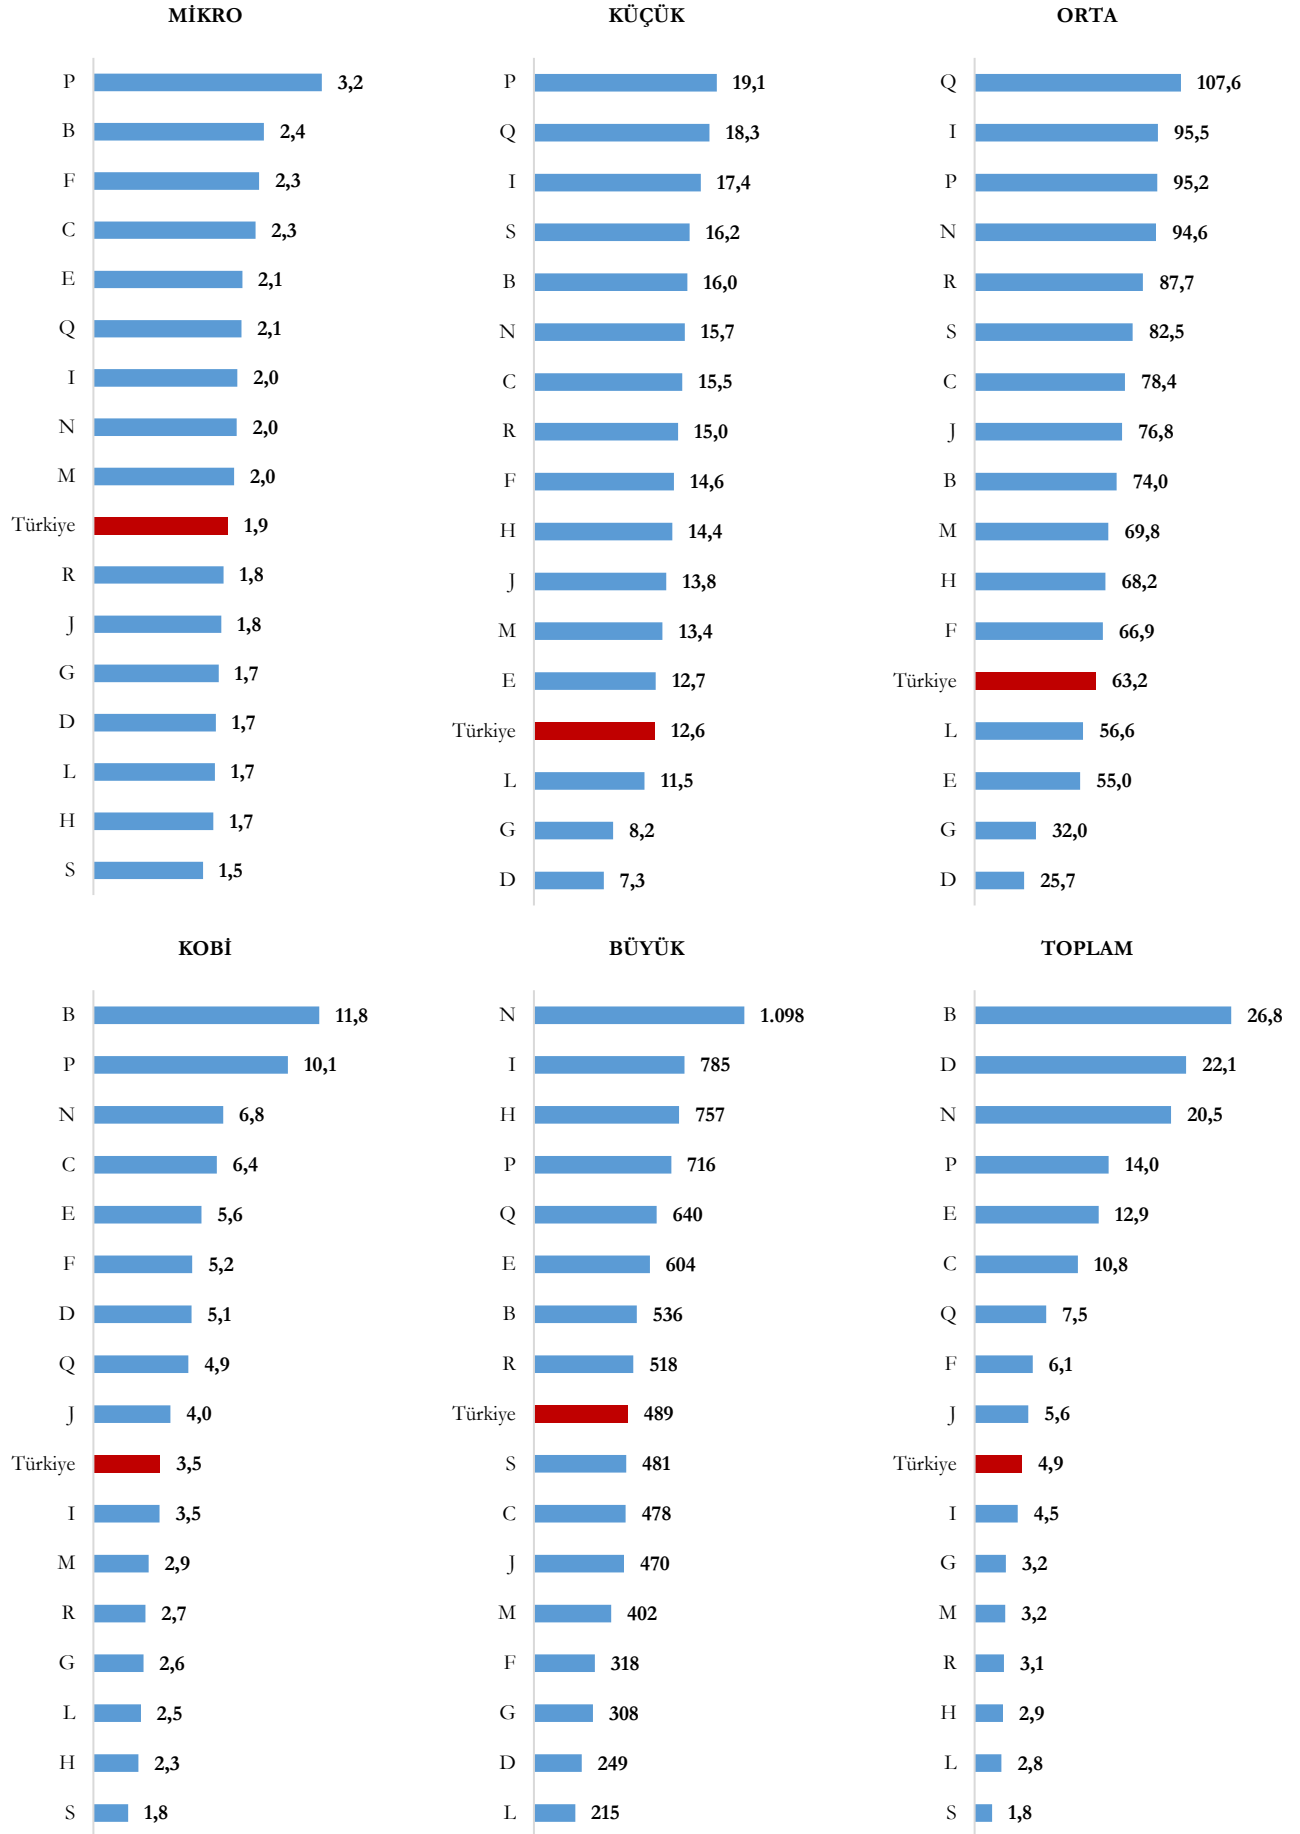 MİKRO
P 3,2
B 2,4
F 2,3
C 2,3
E 2,1
Q 2,1
I 2,0
N 2,0
M 2,0
Türkiye 1,9
R 1,8
J 1,8
G 1,7
D 1,7
L 1,7
H 1,7
S 1,5
KÜÇÜK
P 19,1
Q 18,3
I 17,4
S 16,2
B 16,0
N 15,7
C 15,5
R 15,0
F 14,6
H 14,4
J 13,8
M 13,4
E 12,7
Türkiye 12,6
L 11,5
G 8,2
D 7,3
ORTA
Q 107,6
I 95,5
P 95,2
N 94,6
R 87,7
S 82,5
C 78,4
J 76,8
B 74,0
M 69,8
H 68,2
F 66,9
Türkiye 63,2
L 56,6
E 55,0
G 32,0
D 25,7
KOBİ
B 11,8
P 10,1
N 6,8
C 6,4
E 5,6
F 5,2
D 5,1
Q 4,9
J 4,0
Türkiye 3,5
I 3,5
M 2,9
R 2,7
G 2,6
L 2,5
H 2,3
S 1,8
BÜYÜK
N 1.098
I 785
H 757
P 716
Q 640
E 604
B 536
R 518
Türkiye 489
S 481
C 478
J 470
M 402
F 318
G 308
D 249
L 215
TOPLAM
B 26,8
D 22,1
N 20,5
P 14,0
E 12,9
C 10,8
Q 7,5
F 6,1
J 5,6
Türkiye 4,9
I 4,5
G 3,2
M 3,2
R 3,1
H 2,9
L 2,8
S 1,8